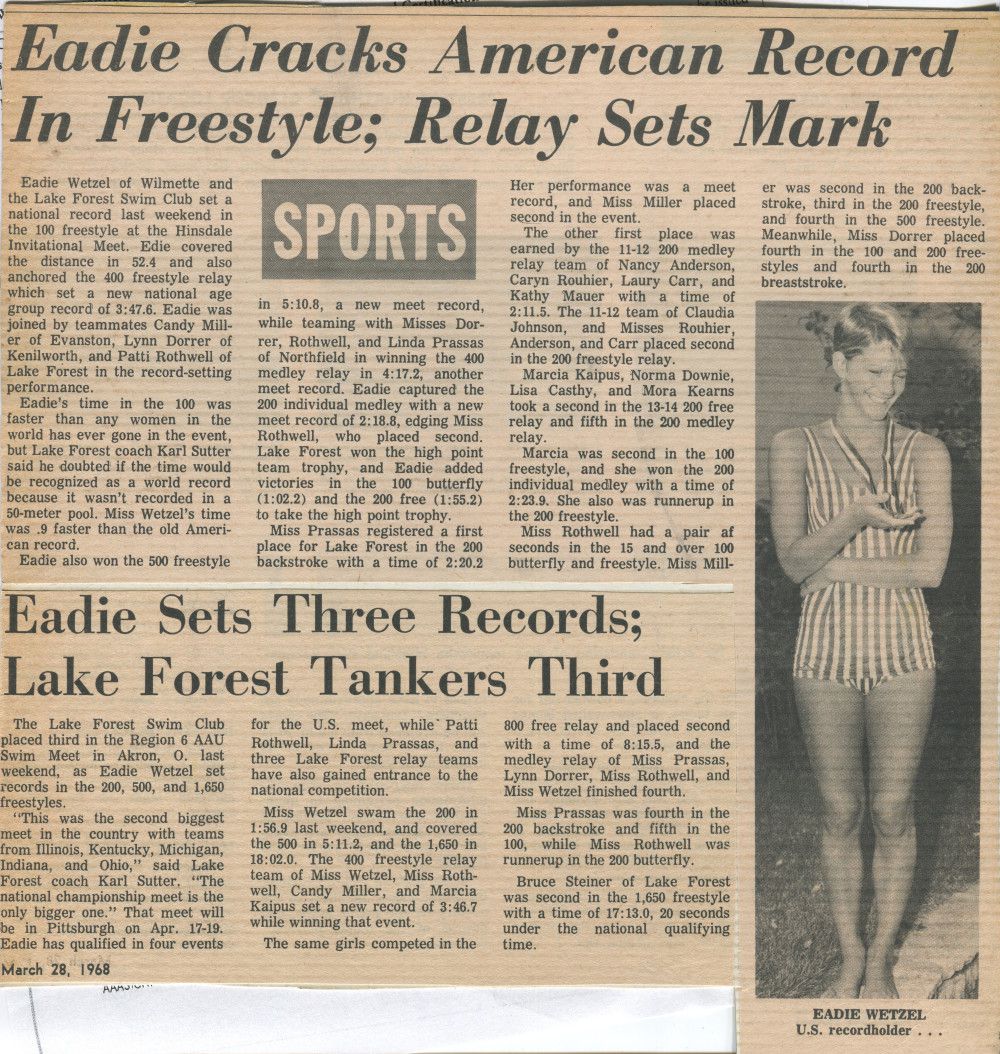 Certification
be issued
Eadie Cracks American Record
In Freestyle; Relay Sets Mark
Eadie Wetzel of Wilmette and
the Lake Forest Swim Club set a
national record last weekend in
the 100 freestyle at the Hinsdale
Invitational Meet. Edie covered
the distance in 52.4 and also
anchored the 400 freestyle relay
which set a new national age
group record of 3:47.6. Eadie was
joined by teammates Candy Mill-
er of Evanston, Lynn Dorrer of
Kenilworth, and Patti Rothwell of
Lake Forest in the record-setting
performance.
Eadie's time in the 100 was
faster than any women in the
world has ever gone in the event,
but Lake Forest coach Karl Sutter
said he doubted if the time would
be recognized as a world record
because it wasn't recorded in a
50-meter pool. Miss Wetzel's time
was .9 faster than the old Ameri-
can record.
Eadie also won the 500 freestyle
SPORTS
in 5:10.8, a new meet record,
while teaming with Misses Dor-
rer, Rothwell, and Linda Prassas
of Northfield in winning the 400
medley relay in 4:17.2, another
meet record. Eadie captured the
200 individual medley with a new
meet record of 2:18.8, edging Miss
Rothwell, who placed second.
Lake Forest won the high point
team trophy, and Eadie added
victories in the 100 butterfly
(1:02.2) and the 200 free (1:55.2)
to take the high point trophy.
Miss Prassas registered a first
place for Lake Forest in the 200
backstroke with a time of 2:20.2
Her performance was a meet
record, and Miss Miller placed
second in the event.
The other first place was
earned by the 11-12 200 medley
relay team of Nancy Anderson,
Caryn Rouhier, Laury Carr, and
Kathy Mauer with a time of
2:11.5. The 11-12 team of Claudia
Johnson, and Misses Rouhier,
Anderson, and Carr placed second
in the 200 freestyle relay.
Marcia Kaipus, Norma Downie,
Lisa Casthy, and Mora Kearns
took a second in the 13-14 200 free
relay and fifth in the 200 medley
relay.
Marcia was second in the 100
freestyle, and she won the 200
individual medley with a time of
2:23.9. She also was runnerup in
the 200 freestyle.
Miss Rothwell had a pair af
seconds in the 15 and over 100
butterfly and freestyle. Miss Mill-
er was second in the 200 back-
stroke, third in the 200 freestyle,
and fourth in the 500 freestyle.
Meanwhile, Miss Dorrer placed
fourth in the 100 and 200 free-
styles and fourth in the 200
breaststroke.
EADIE WETZEL
U.S. recordholder . . .
Eadie Sets Three Records;
Lake Forest Tankers Third
The Lake Forest Swim Club
placed third in the Region 6 AAU
Swim Meet in Akron, O. last
weekend, as Eadie Wetzel set
records in the 200, 500, and 1,650
freestyles.
"This was the second biggest
meet in the country with teams
from Illinois, Kentucky, Michigan,
Indiana, and Ohio," said Lake
Forest coach Karl Sutter. "The
national championship meet is the
only bigger one." That meet will
be in Pittsburgh on Apr. 17-19.
Eadie has qualified in four events
March 28, 1968
for the U.S. meet, while Patti
Rothwell, Linda Prassas, and
three Lake Forest relay teams
have also gained entrance to the
national competition.
Miss Wetzel swam the 200 in
1:56.9 last weekend, and covered
the 500 in 5:11.2, and the 1,650 in
18:02.0. The 400 freestyle relay
team of Miss Wetzel, Miss Roth-
well, Candy Miller, and Marcia
Kaipus set a new record of 3:46.7
while winning that event.
The same girls competed in the
800 free relay and placed second
with a time of 8:15.5, and the
medley relay of Miss Prassas,
Lynn Dorrer, Miss Rothwell, and
Miss Wetzel finished fourth.
Miss Prassas was fourth in the
200 backstroke and fifth in the
100, while Miss Rothwell was
runnerup in the 200 butterfly.
Bruce Steiner of Lake Forest
was second in the 1,650 freestyle
with a time of 17:13.0, 20 seconds
under the national qualifying
time.